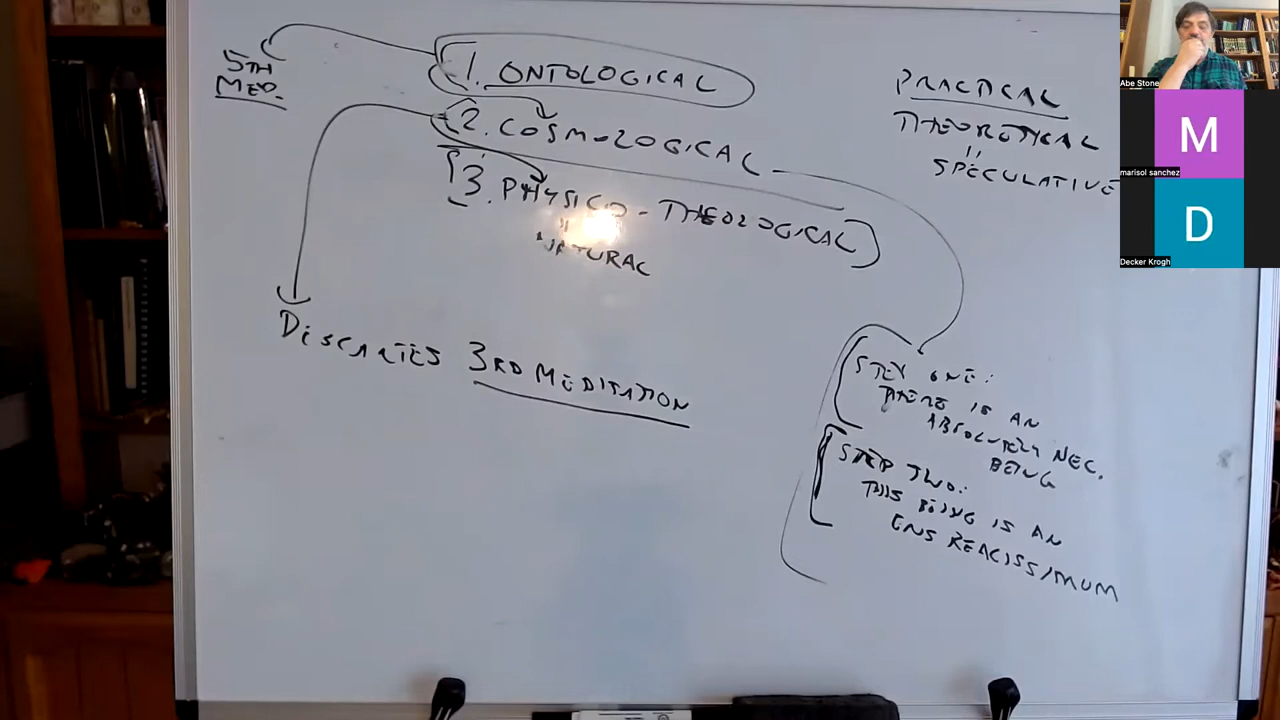 5TH
MED.
1. ONTOLOGICAL
2. COSMOLOGICAL
3. PHYSICO-THEOLOGICAL
"
NATURAL
DESCARTES 3RD MEDITATION
PRACTICAL
THEORETICAL
"
SPECULATIVE
STEP ONE:
THERE IS AN
ABSOLUTELY NEC.
BEING
STEP TWO:
THIS BEING IS AN
ENS REALISSIMUM
Abe Stone
M
marisol sanchez
D
Decker Krogh